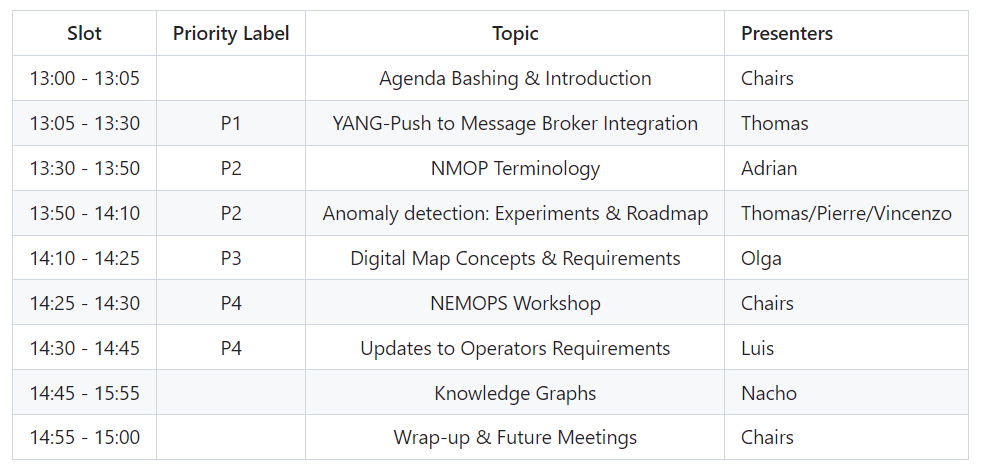 Slot Priority Label Topic Presenters
13:00 - 13:05 Agenda Bashing & Introduction Chairs
13:05 - 13:30 P1 YANG-Push to Message Broker Integration Thomas
13:30 - 13:50 P2 NMOP Terminology Adrian
13:50 - 14:10 P2 Anomaly detection: Experiments & Roadmap Thomas/Pierre/Vincenzo
14:10 - 14:25 P3 Digital Map Concepts & Requirements Olga
14:25 - 14:30 P4 NEMOPS Workshop Chairs
14:30 - 14:45 P4 Updates to Operators Requirements Luis
14:45 - 15:55 Knowledge Graphs Nacho
14:55 - 15:00 Wrap-up & Future Meetings Chairs